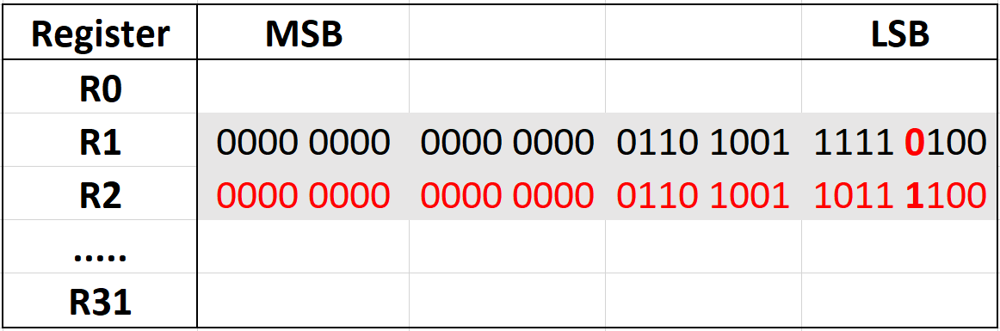 Register MSB LSB
R0
R1 0000 0000 0000 0000 0110 1001 1111 0100
R2 0000 0000 0000 0000 0110 1001 1011 1100
.....
R31